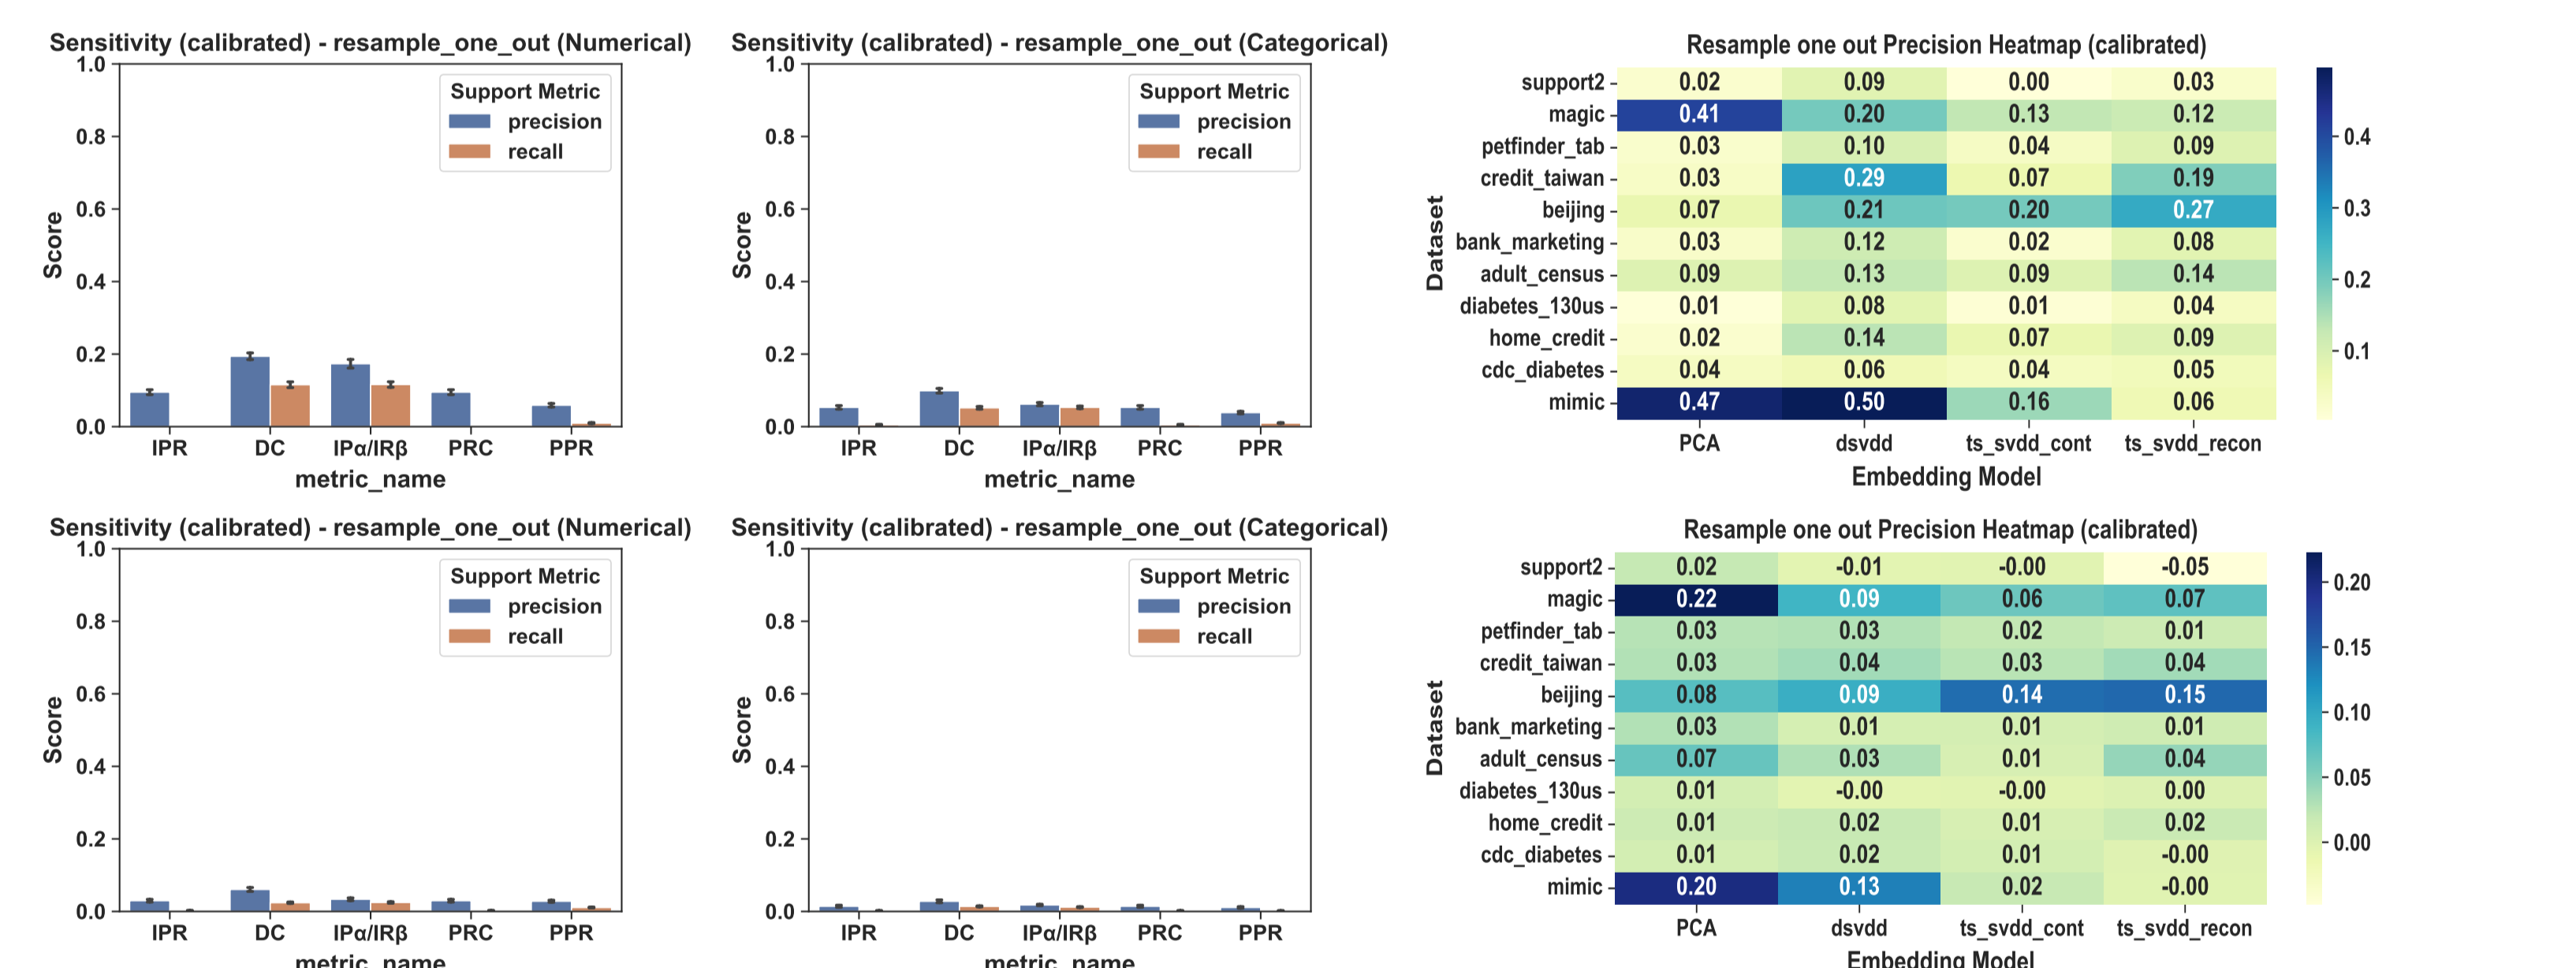 Sensitivity (calibrated) - resample_one_out (Numerical)
1.0
0.8
0.6
0.4
0.2
0.0
Score
Support Metric
precision
recall
IPR DC IPα/IRβ PRC PPR
metric_name
Sensitivity (calibrated) - resample_one_out (Categorical)
1.0
0.8
0.6
0.4
0.2
0.0
Score
Support Metric
precision
recall
IPR DC IPα/IRβ PRC PPR
metric_name
Resample one out Precision Heatmap (calibrated)
Dataset
support2 0.02 0.09 0.00 0.03
magic 0.41 0.20 0.13 0.12
petfinder_tab 0.03 0.10 0.04 0.09
credit_taiwan 0.03 0.29 0.07 0.19
beijing 0.07 0.21 0.20 0.27
bank_marketing 0.03 0.12 0.02 0.08
adult_census 0.09 0.13 0.09 0.14
diabetes_130us 0.01 0.08 0.01 0.04
home_credit 0.02 0.14 0.07 0.09
cdc_diabetes 0.04 0.06 0.04 0.05
mimic 0.47 0.50 0.16 0.06
PCA dsvdd ts_svdd_cont ts_svdd_recon
Embedding Model
0.4
0.3
0.2
0.1
Sensitivity (calibrated) - resample_one_out (Numerical)
1.0
0.8
0.6
0.4
0.2
0.0
Score
Support Metric
precision
recall
IPR DC IPα/IRβ PRC PPR
metric_name
Sensitivity (calibrated) - resample_one_out (Categorical)
1.0
0.8
0.6
0.4
0.2
0.0
Score
Support Metric
precision
recall
IPR DC IPα/IRβ PRC PPR
metric_name
Resample one out Precision Heatmap (calibrated)
Dataset
support2 0.02 -0.01 -0.00 -0.05
magic 0.22 0.09 0.06 0.07
petfinder_tab 0.03 0.03 0.02 0.01
credit_taiwan 0.03 0.04 0.03 0.04
beijing 0.08 0.09 0.14 0.15
bank_marketing 0.03 0.01 0.01 0.01
adult_census 0.07 0.03 0.01 0.04
diabetes_130us 0.01 -0.00 -0.00 0.00
home_credit 0.01 0.02 0.01 0.02
cdc_diabetes 0.01 0.02 0.01 -0.00
mimic 0.20 0.13 0.02 -0.00
PCA dsvdd ts_svdd_cont ts_svdd_recon
Embedding Model
0.20
0.15
0.10
0.05
0.00